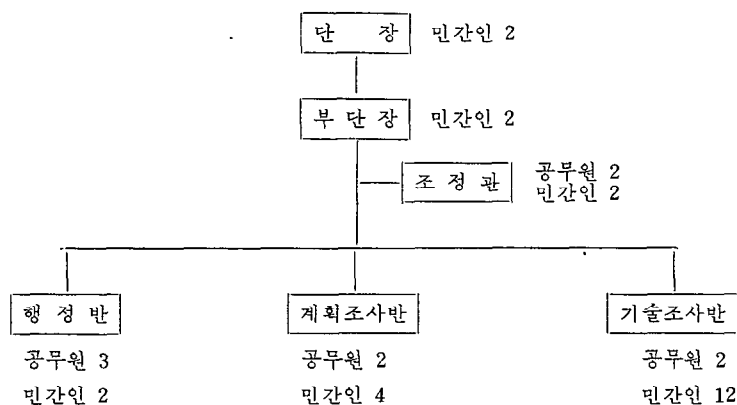 단 장 민간인 2
부 단 장 민간인 2
조 정 관 공무원 2
민간인 2
행 정 반 계획조사반 기술조사반
공무원 3 공무원 2 공무원 2
민간인 2 민간인 4 민간인 12